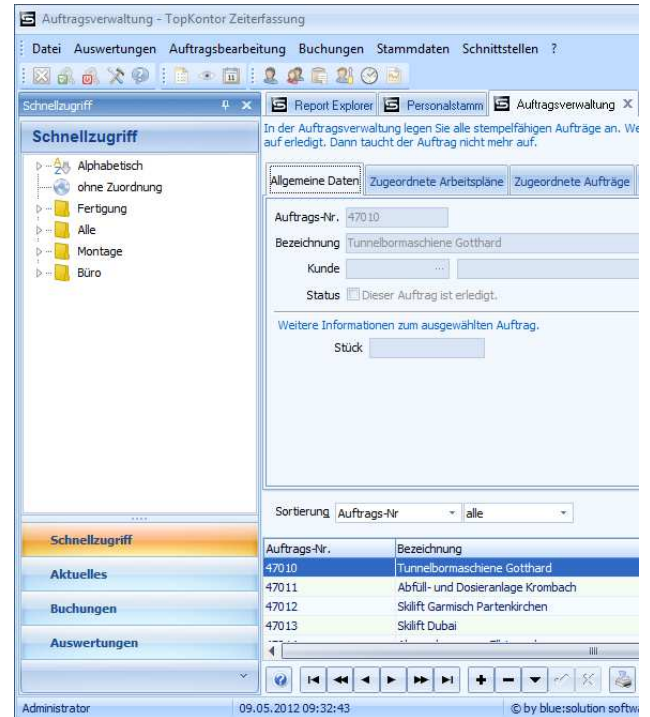 Auftragsverwaltung - TopKontor Zeiterfassung
Datei Auswertungen Auftragsbearbeitung Buchungen Stammdaten Schnittstellen ?
Schnellzugriff
Report Explorer Personalstamm Auftragsverwaltung X
Schnellzugriff
In der Auftragsverwaltung legen Sie alle stempelfähigen Aufträge an. We
auf erledigt. Dann taucht der Auftrag nicht mehr auf.
Alphabetisch
ohne Zuordnung
Fertigung
Alle
Montage
Büro
Allgemeine Daten Zugeordnete Arbeitspläne Zugeordnete Aufträge
Auftrags-Nr. 47010
Bezeichnung Tunnelbormaschiene Gotthard
Kunde ...
Status Dieser Auftrag ist erledigt.
Weitere Informationen zum ausgewählten Auftrag.
Stück
Sortierung Auftrags-Nr alle
Schnellzugriff
Aktuelles
Buchungen
Auswertungen
Auftrags-Nr. Bezeichnung
47010 Tunnelbormaschiene Gotthard
47011 Abfüll- und Dosieranlage Krombach
47012 Skilift Garmisch Partenkirchen
47013 Skilift Dubai
Administrator 09.05.2012 09:32:43 © by blue:solution softwa